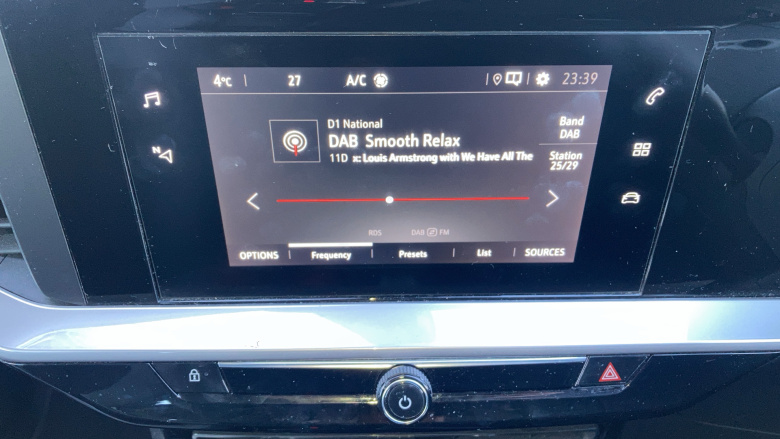 4°C 27 A/C 23:39
D1 National
DAB Smooth Relax
11D x: Louis Armstrong with We Have All The
Band
DAB
Station
25/29
RDS DAB FM
OPTIONS Frequency Presets List SOURCES
N